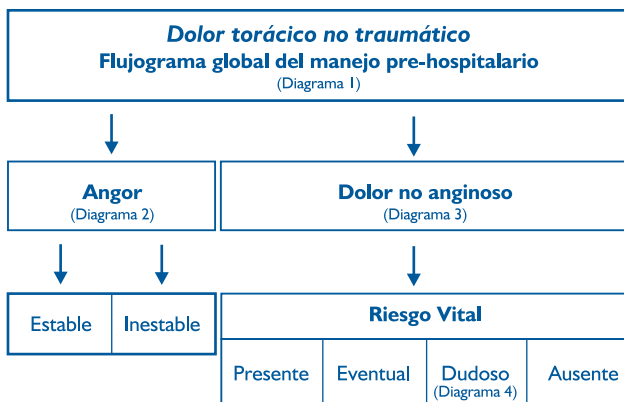 Dolor torácico no traumático
Flujograma global del manejo pre-hospitalario
(Diagrama 1)
Angor
(Diagrama 2)
Dolor no anginoso
(Diagrama 3)
Estable
Inestable
Riesgo Vital
Presente
Eventual
Dudoso
(Diagrama 4)
Ausente